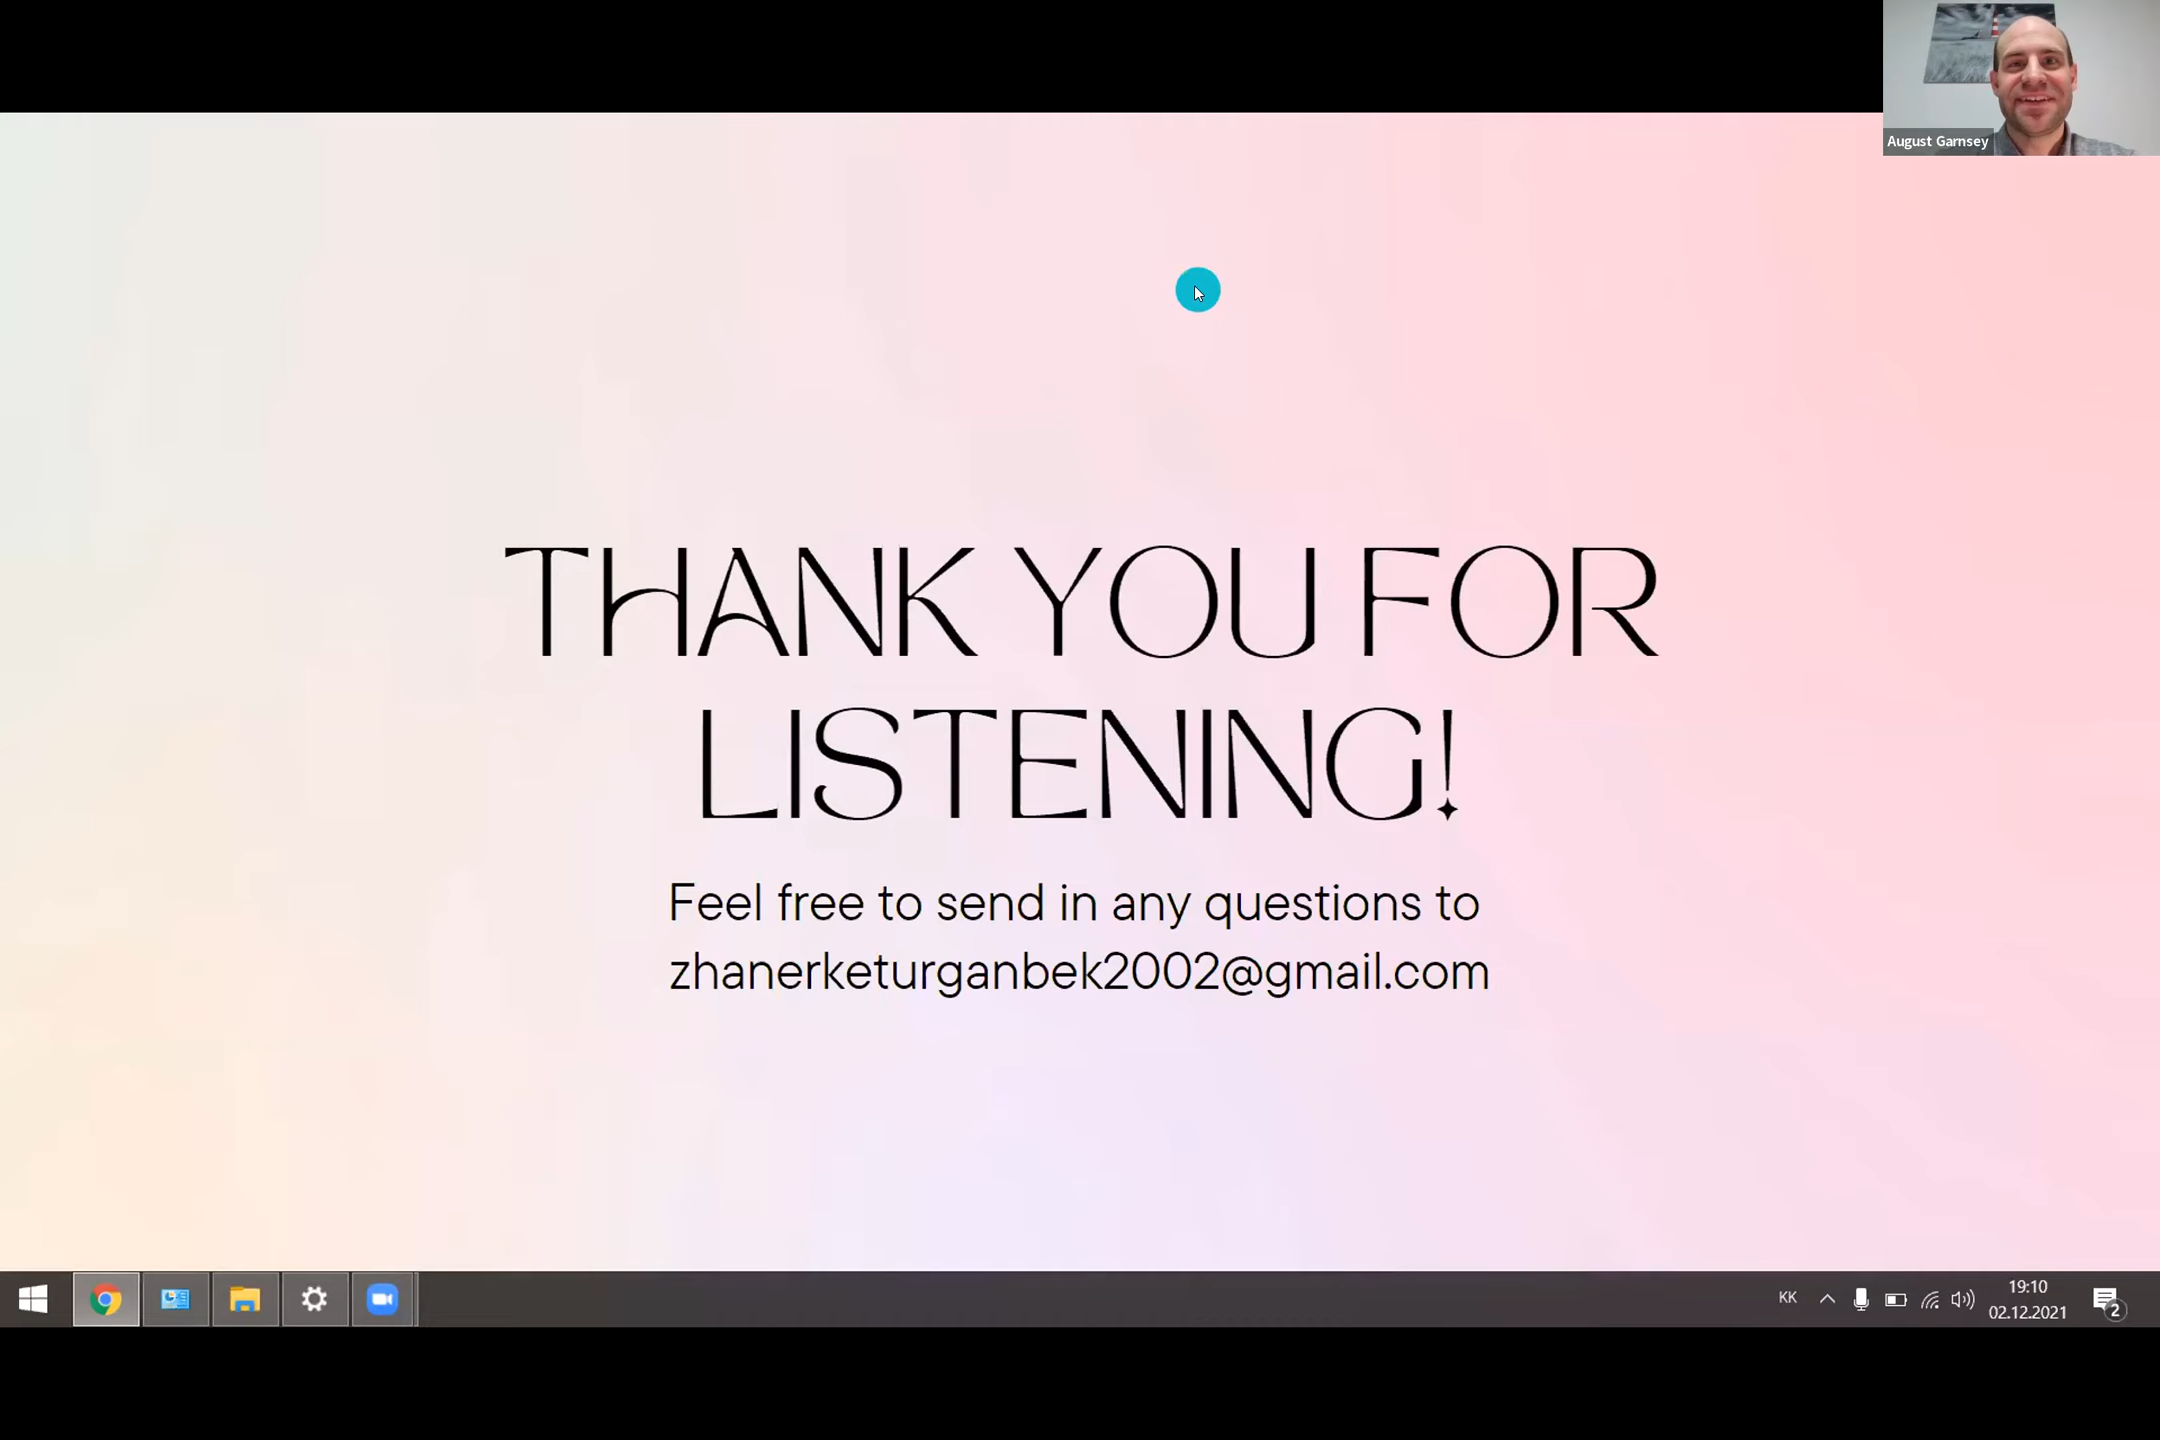 August Garnsey
THANK YOU FOR
LISTENING!
Feel free to send in any questions to
zhanerketurganbek2002@gmail.com
KK
19:10
02.12.2021
2